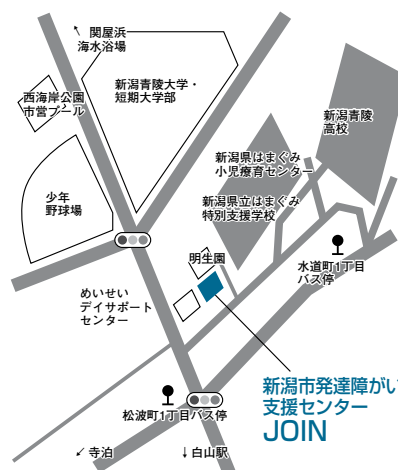 ↖ 関屋浜
海水浴場
新潟青陵大学・
短期大学部
西海岸公園
市営プール
新潟青陵
高校
新潟県はまぐみ
小児療育センター
少年
野球場
新潟県立はまぐみ
特別支援学校
明生園
水道町1丁目
バス停
めいせい
デイサポート
センター
新潟市発達障がい
支援センター
JOIN
松波町1丁目バス停
↙寺泊
↓白山駅